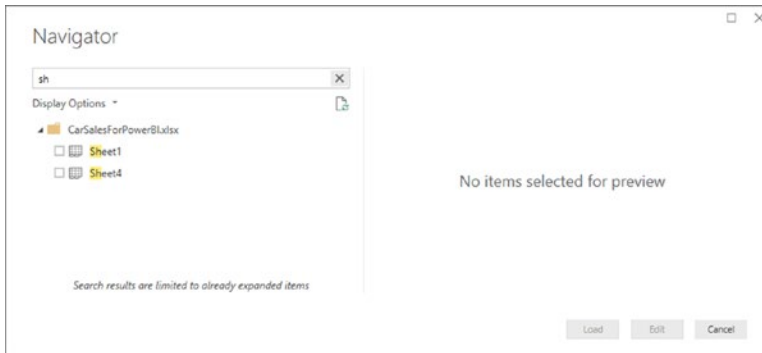 Navigator
sh
Display Options
CarSalesForPowerBI.xlsx
Sheet1
Sheet4
No items selected for preview
Search results are limited to already expanded items
Load Edit Cancel